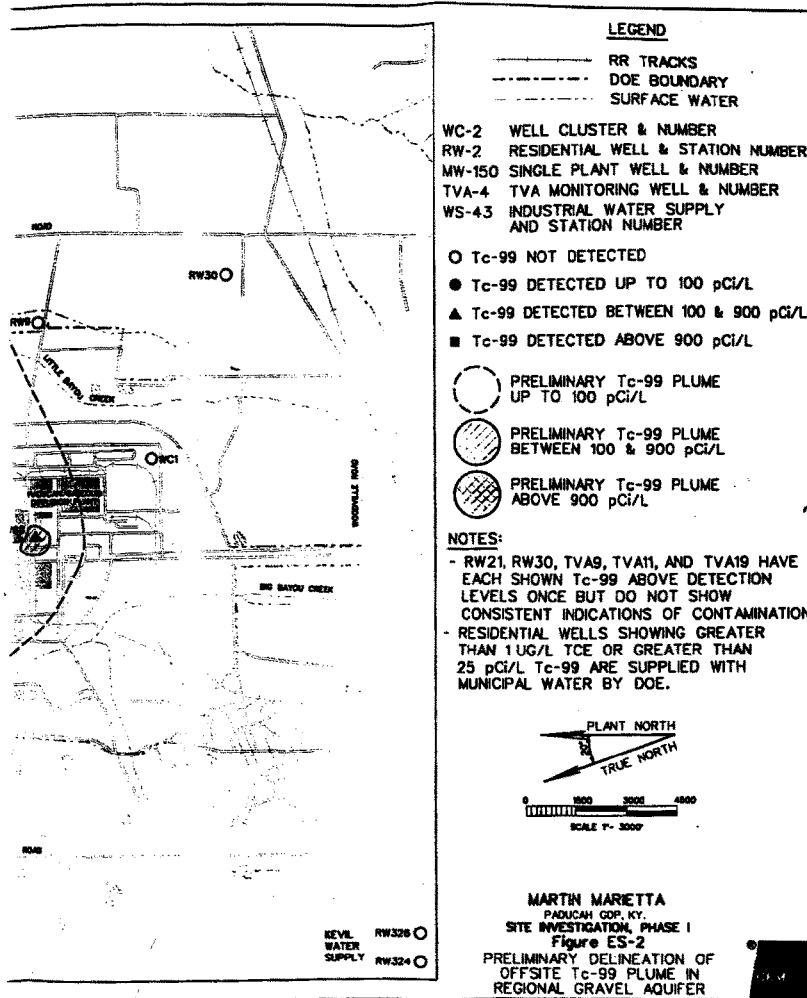 LEGEND
RR TRACKS
DOE BOUNDARY
SURFACE WATER
WC-2 WELL CLUSTER & NUMBER
RW-2 RESIDENTIAL WELL & STATION NUMBER
MW-150 SINGLE PLANT WELL & NUMBER
TVA-4 TVA MONITORING WELL & NUMBER
WS-43 INDUSTRIAL WATER SUPPLY
AND STATION NUMBER
Tc-99 NOT DETECTED
Tc-99 DETECTED UP TO 100 pCi/L
Tc-99 DETECTED BETWEEN 100 & 900 pCi/L
Tc-99 DETECTED ABOVE 900 pCi/L
PRELIMINARY Tc-99 PLUME
UP TO 100 pCi/L
PRELIMINARY Tc-99 PLUME
BETWEEN 100 & 900 pCi/L
PRELIMINARY Tc-99 PLUME
ABOVE 900 pCi/L
NOTES:
- RW21, RW30, TVA9, TVA11, AND TVA19 HAVE
EACH SHOWN Tc-99 ABOVE DETECTION
LEVELS ONCE BUT DO NOT SHOW
CONSISTENT INDICATIONS OF CONTAMINATION
- RESIDENTIAL WELLS SHOWING GREATER
THAN 1 UG/L TCE OR GREATER THAN
25 pCi/L Tc-99 ARE SUPPLIED WITH
MUNICIPAL WATER BY DOE.
PLANT NORTH
20°
TRUE NORTH
0 1500 3000 4500
SCALE 1"- 3000'
MARTIN MARIETTA
PADUCAH GDP, KY.
SITE INVESTIGATION, PHASE I
Figure ES-2
PRELIMINARY DELINEATION OF
OFFSITE Tc-99 PLUME IN
REGIONAL GRAVEL AQUIFER
ROAD
RW30
RW9
LITTLE BAYOU CREEK
WC1
WOODVILLE ROAD
BIG BAYOU CREEK
ROAD
KEVIL
WATER
SUPPLY
RW326
RW324